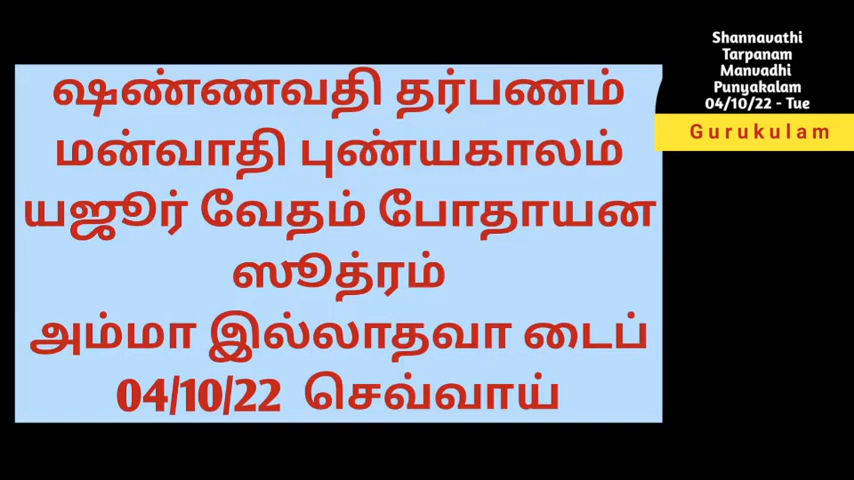 ஷண்ணவதி தர்பணம்
மன்வாதி புண்யகாலம்
யஜூர் வேதம் போதாயன
ஸூத்ரம்
அம்மா இல்லாதவா டைப்
04/10/22 செவ்வாய்
Shannavathi
Tarpanam
Manvadhi
Punyakalam
04/10/22 - Tue
Gurukulam